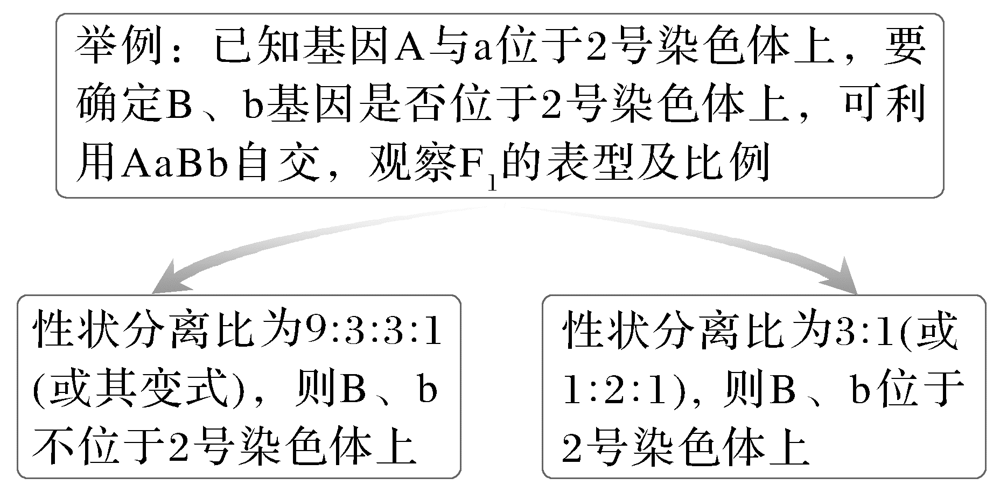 举例：已知基因A与a位于2号染色体上，要
确定B、b基因是否位于2号染色体上，可利
用AaBb自交，观察F₁的表型及比例
性状分离比为9:3:3:1
(或其变式)，则B、b
不位于2号染色体上
性状分离比为3:1(或
1:2:1), 则B、b位于
2号染色体上